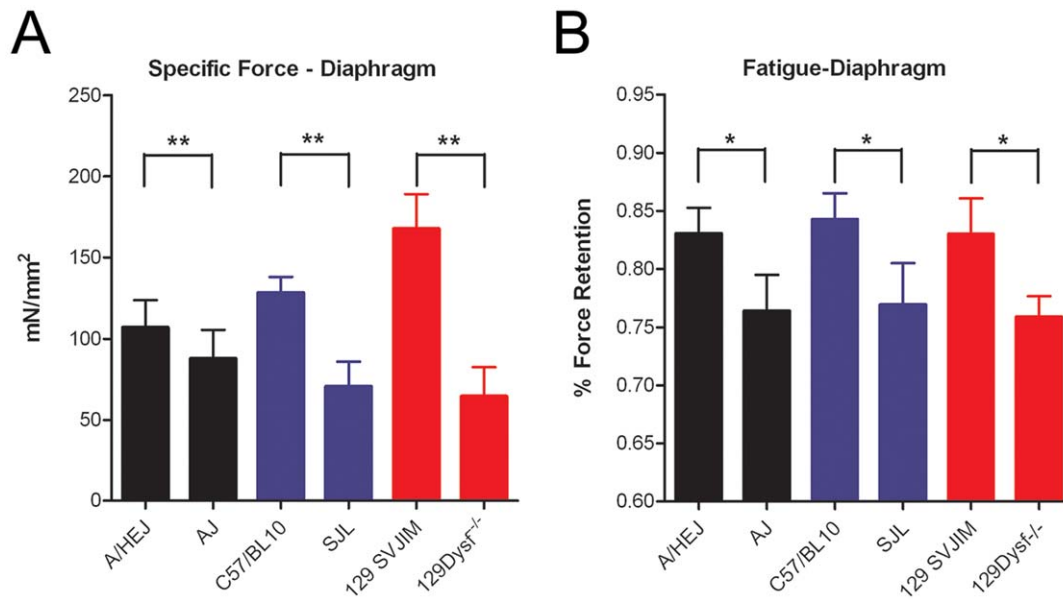 A
Specific Force - Diaphragm
mN/mm²
250
200
150
100
50
0
**
**
**
A/HEJ
AJ
C57/BL10
SJL
129 SVJIM
129Dysf⁻/⁻
B
Fatigue-Diaphragm
% Force Retention
0.95
0.90
0.85
0.80
0.75
0.70
0.65
0.60
*
*
*
A/HEJ
AJ
C57/BL10
SJL
129 SVJIM
129Dysf-/-